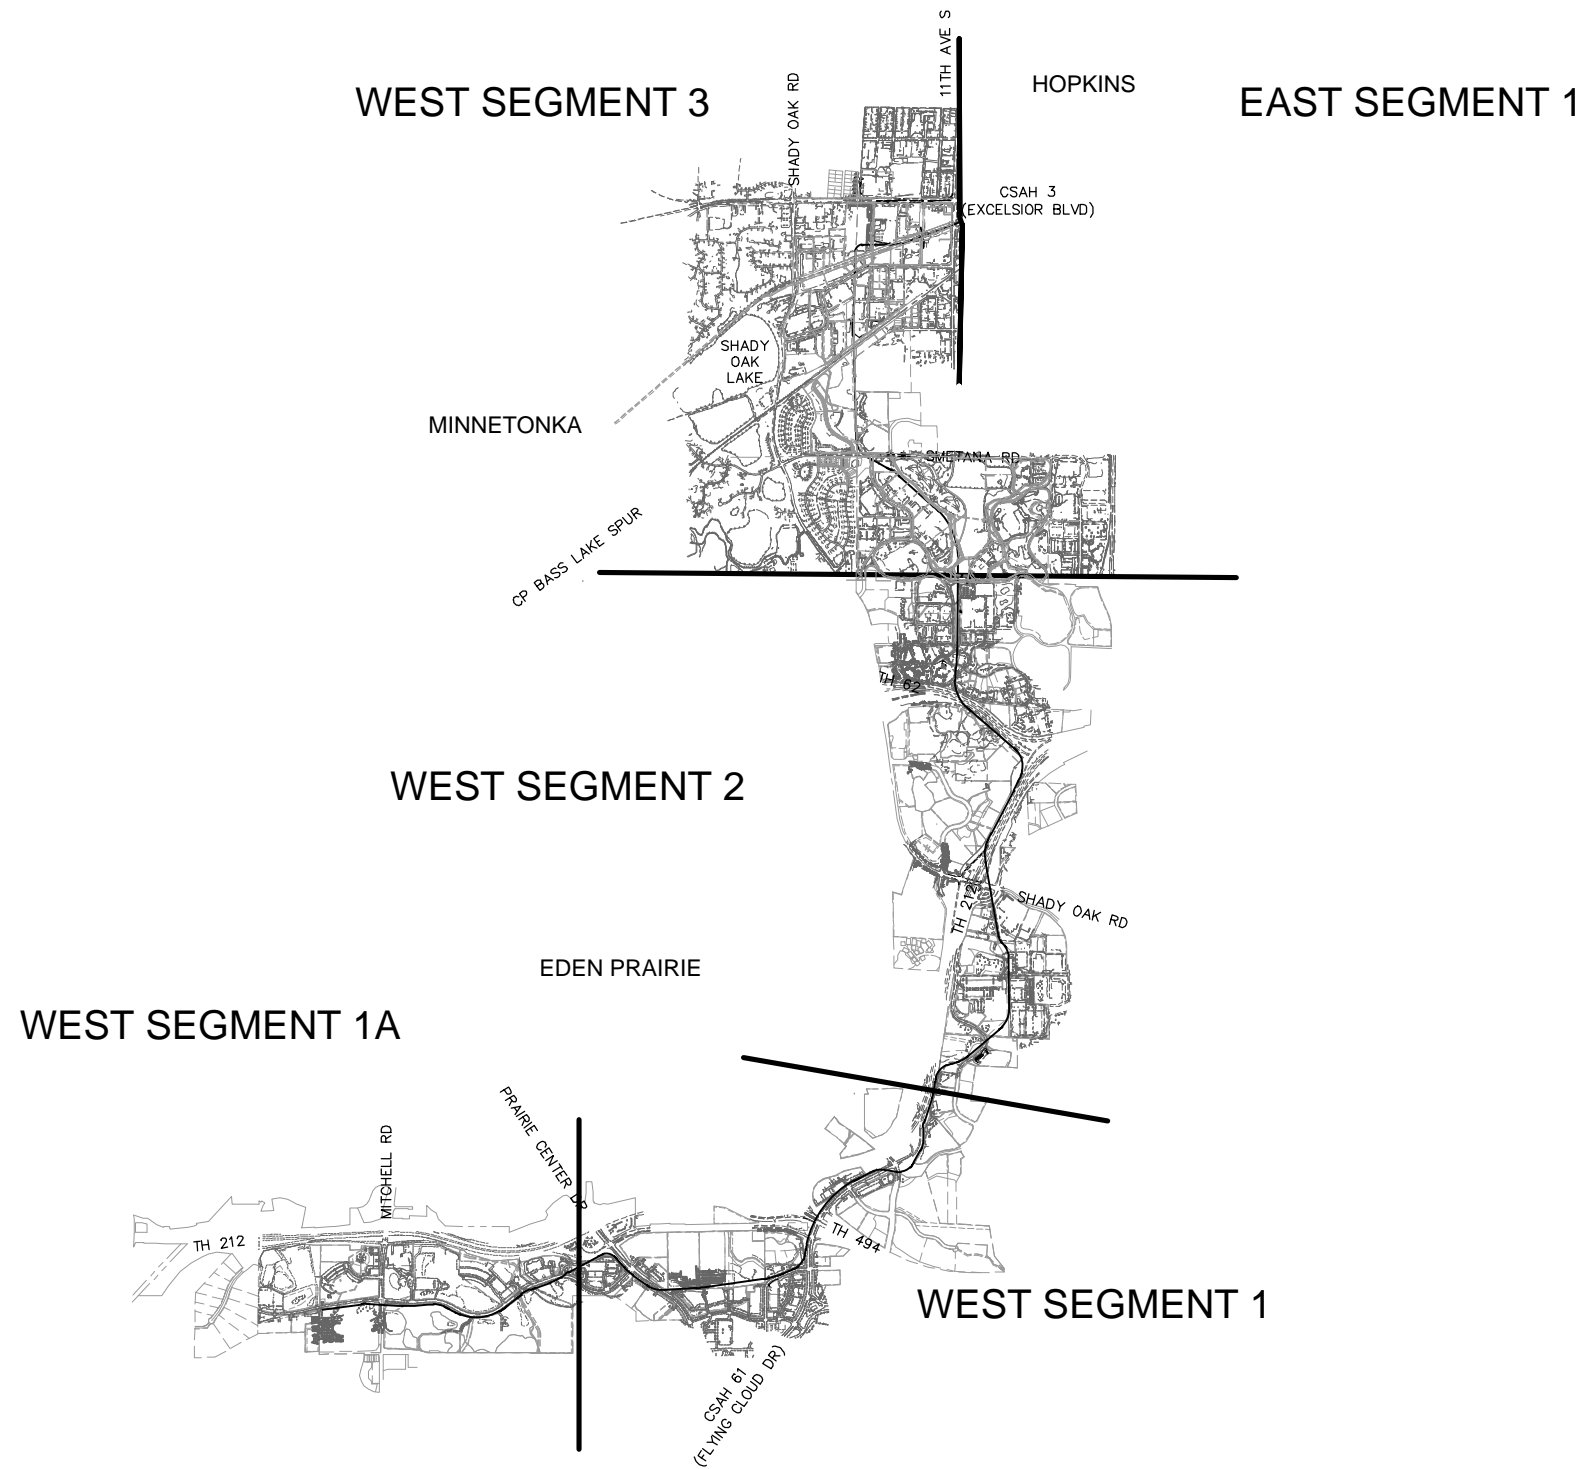 11TH AVE S
HOPKINS
WEST SEGMENT 3
EAST SEGMENT 1
SHADY OAK RD
CSAH 3
(EXCELSIOR BLVD)
SHADY
OAK
LAKE
MINNETONKA
SMETANA RD
CP BASS LAKE SPUR
TH 62
WEST SEGMENT 2
SHADY OAK RD
TH 212
EDEN PRAIRIE
WEST SEGMENT 1A
PRAIRIE CENTER DR
MITCHELL RD
TH 212
TH 494
WEST SEGMENT 1
CSAH 61
(FLYING CLOUD DR)